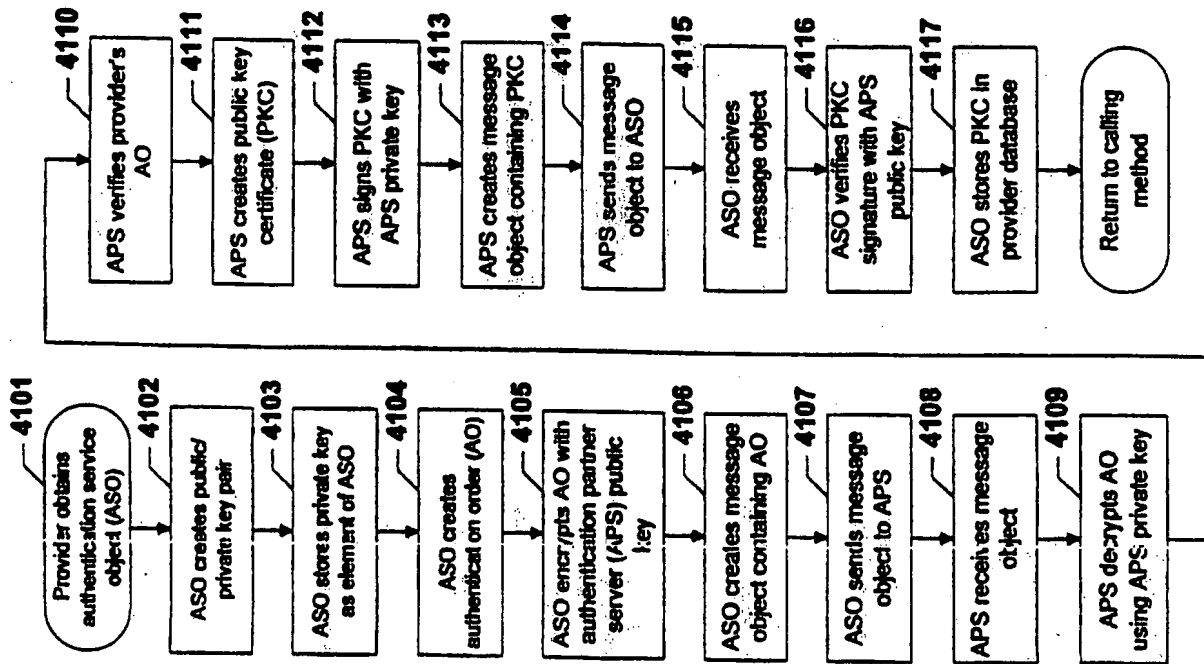 4101
Provider obtains
authentication service
object (ASO)
4102
ASO creates public/
private key pair
4103
ASO stores private key
as element of ASO
4104
ASO creates
authentication order (AO)
4105
ASO encrypts AO with
authentication partner
server (APS) public
key
4106
ASO creates message
object containing AO
4107
ASO sends message
object to APS
4108
APS receives message
object
4109
APS decrypts AO
using APS private key
4110
APS verifies provider's
AO
4111
APS creates public key
certificate (PKC)
4112
APS signs PKC with
APS private key
4113
APS creates message
object containing PKC
4114
APS sends message
object to ASO
4115
ASO receives
message object
4116
ASO verifies PKC
signature with APS
public key
4117
ASO stores PKC in
provider database
Return to calling
method